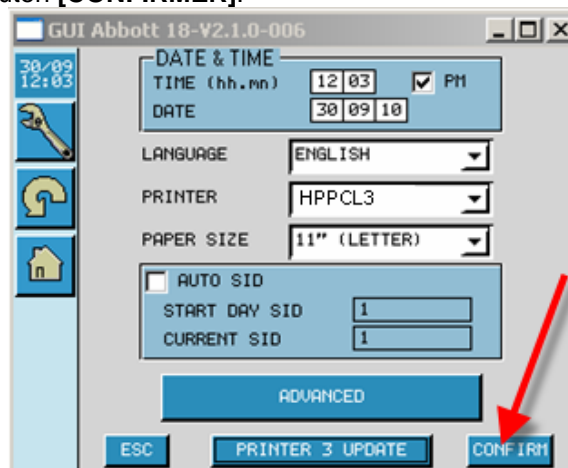 [CONFIRMER].
GUI Abbott 18-V2.1.0-006
30/09
12:03
DATE & TIME
TIME (hh.mn) 12 03 PM
DATE 30 09 10
LANGUAGE ENGLISH
PRINTER HPPCL3
PAPER SIZE 11" (LETTER)
AUTO SID
START DAY SID 1
CURRENT SID 1
ADVANCED
ESC PRINTER 3 UPDATE CONFIRM